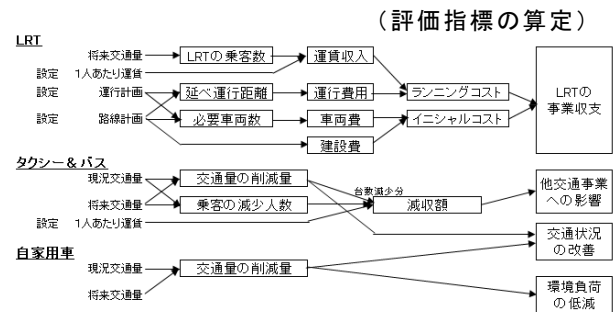 (評価指標の算定)
LRT
将来交通量
LRTの乗客数
運賃収入
設定 1人あたり運賃
設定 運行計画
延べ運行距離
運行費用
ランニングコスト
設定 路線計画
必要車両数
車両費
イニシャルコスト
建設費
LRTの
事業収支
タクシー&バス
現況交通量
交通量の削減量
台数減少分
将来交通量
乗客の減少人数
減収額
設定 1人あたり運賃
他交通事業
への影響
交通状況
の改善
自家用車
現況交通量
交通量の削減量
将来交通量
環境負荷
の低減